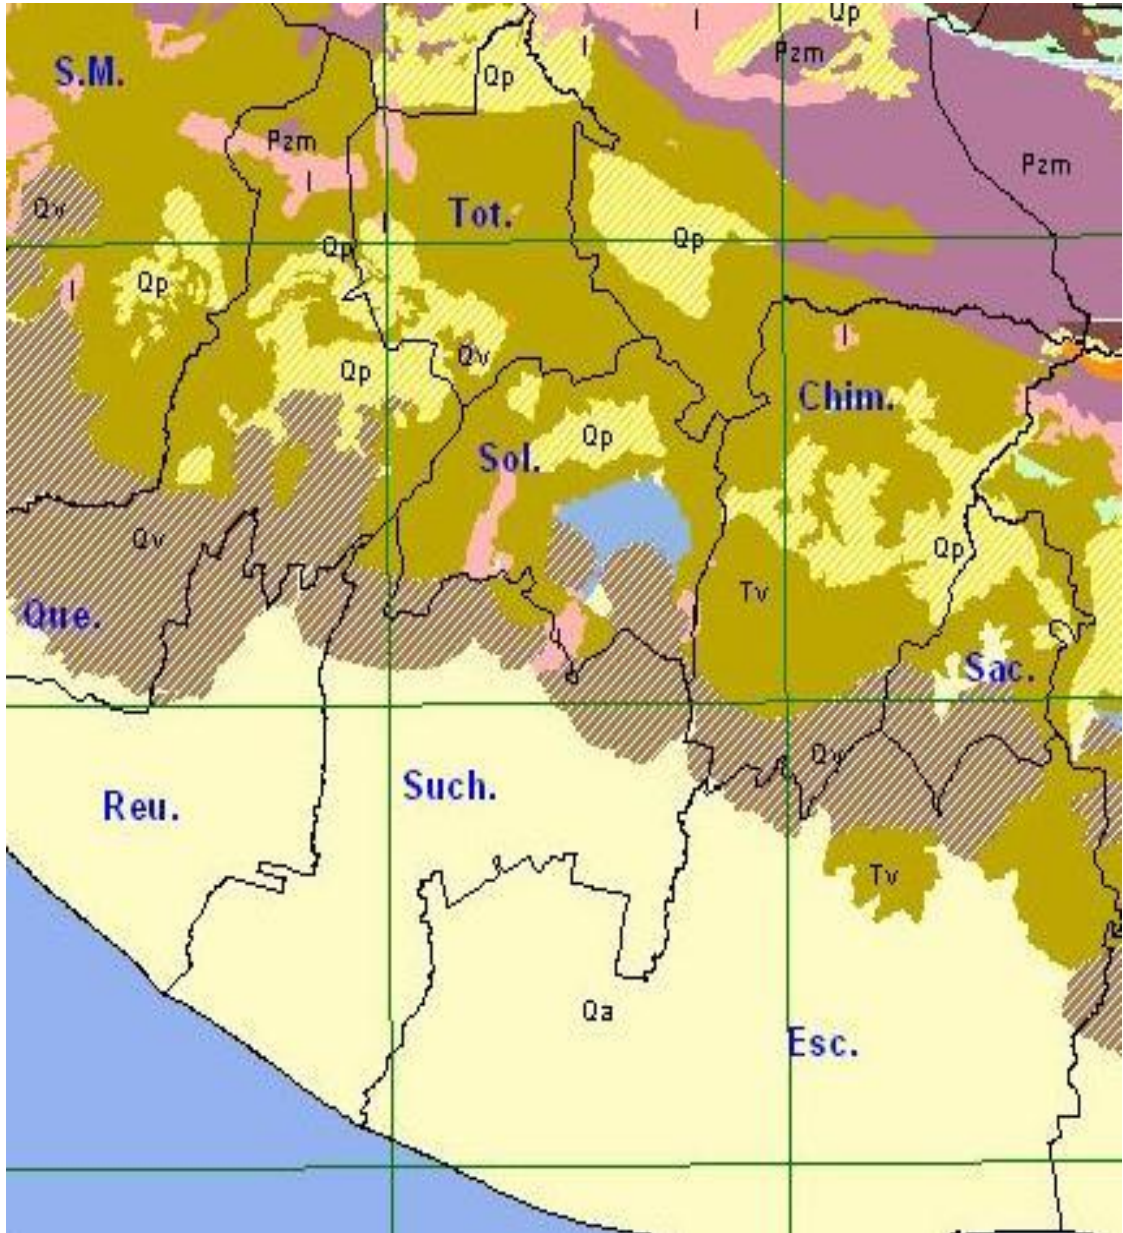 I
Qp
Pzm
I
S.M.
Qp
Pzm
Pzm
I
Qv
Tot.
I
Qp
Qp
I
Qp
I
Qv
Qp
Chim.
Qp
Sol.
Qv
Qp
Tv
Que.
I
I
Sac.
Qv
Such.
Reu.
Tv
Qa
Esc.